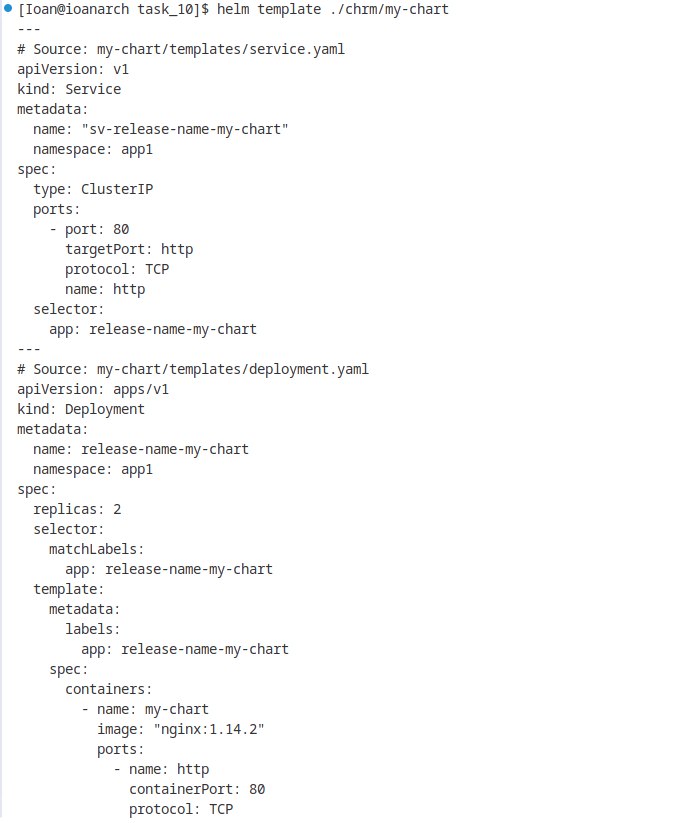 [Ioan@ioanarch task_10]$ helm template ./chrm/my-chart
---
# Source: my-chart/templates/service.yaml
apiVersion: v1
kind: Service
metadata:
  name: "sv-release-name-my-chart"
  namespace: app1
spec:
  type: ClusterIP
  ports:
    - port: 80
      targetPort: http
      protocol: TCP
      name: http
  selector:
    app: release-name-my-chart
---
# Source: my-chart/templates/deployment.yaml
apiVersion: apps/v1
kind: Deployment
metadata:
  name: release-name-my-chart
  namespace: app1
spec:
  replicas: 2
  selector:
    matchLabels:
      app: release-name-my-chart
  template:
    metadata:
      labels:
        app: release-name-my-chart
    spec:
      containers:
        - name: my-chart
          image: "nginx:1.14.2"
          ports:
            - name: http
              containerPort: 80
              protocol: TCP